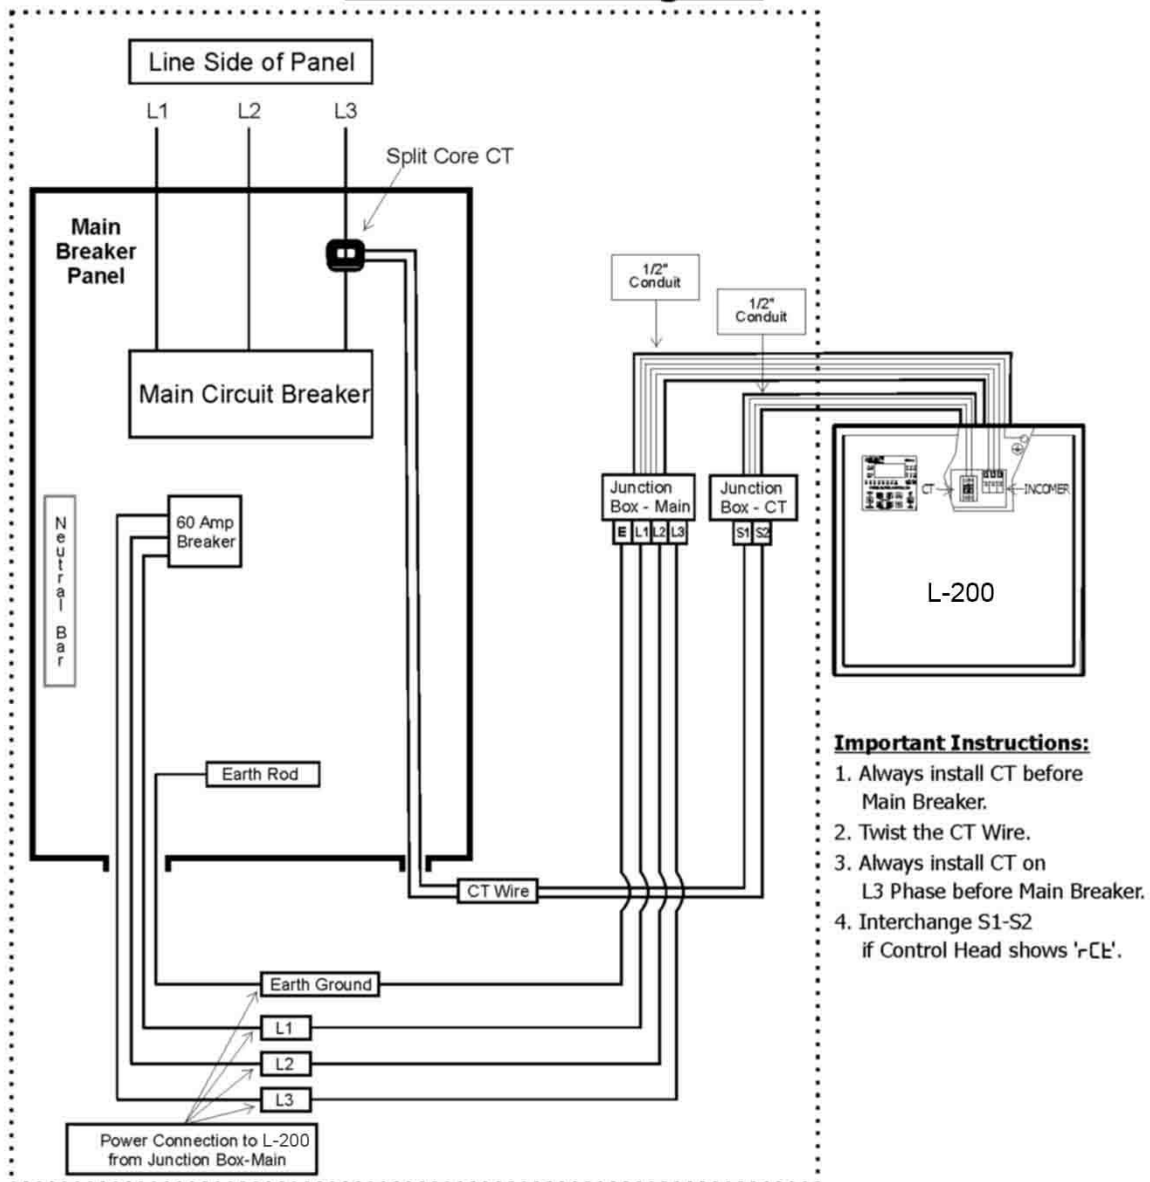 Line Side of Panel
L1
L2
L3
Split Core CT
Main
Breaker
Panel
Main Circuit Breaker
Neutral Bar
60 Amp
Breaker
Earth Rod
1/2"
Conduit
1/2"
Conduit
Junction
Box - Main
E
L1
L2
L3
Junction
Box - CT
S1
S2
CT
INCOMER
L-200
Important Instructions:
1. Always install CT before
Main Breaker.
2. Twist the CT Wire.
3. Always install CT on
L3 Phase before Main Breaker.
4. Interchange S1-S2
if Control Head shows 'rCt'.
CT Wire
Earth Ground
L1
L2
L3
Power Connection to L-200
from Junction Box-Main